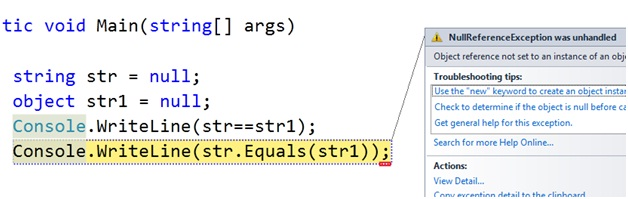 tic void Main(string[] args)
string str = null;
object str1 = null;
Console.WriteLine(str==str1);
Console.WriteLine(str.Equals(str1));
NullReferenceException was unhandled
Object reference not set to an instance of an obje
Troubleshooting tips:
Use the "new" keyword to create an object instan
Check to determine if the object is null before ca
Get general help for this exception.
Search for more Help Online...
Actions:
View Detail...
Copy exception detail to the clipboard